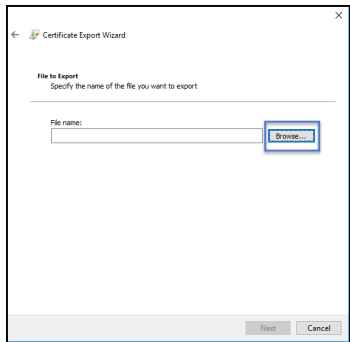 Certificate Export Wizard
File to Export
Specify the name of the file you want to export
File name:
Browse...
Next
Cancel